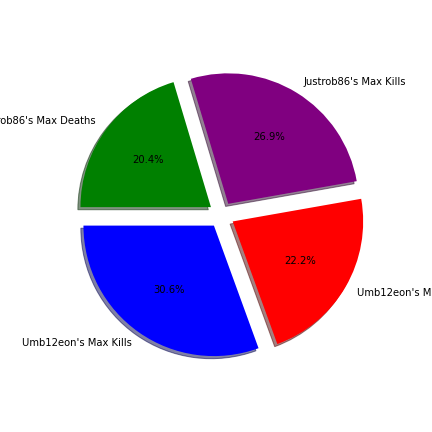 Justrob86's Max Kills
rob86's Max Deaths
26.9%
20.4%
22.2%
30.6%
Umb12eon's M
Umb12eon's Max Kills